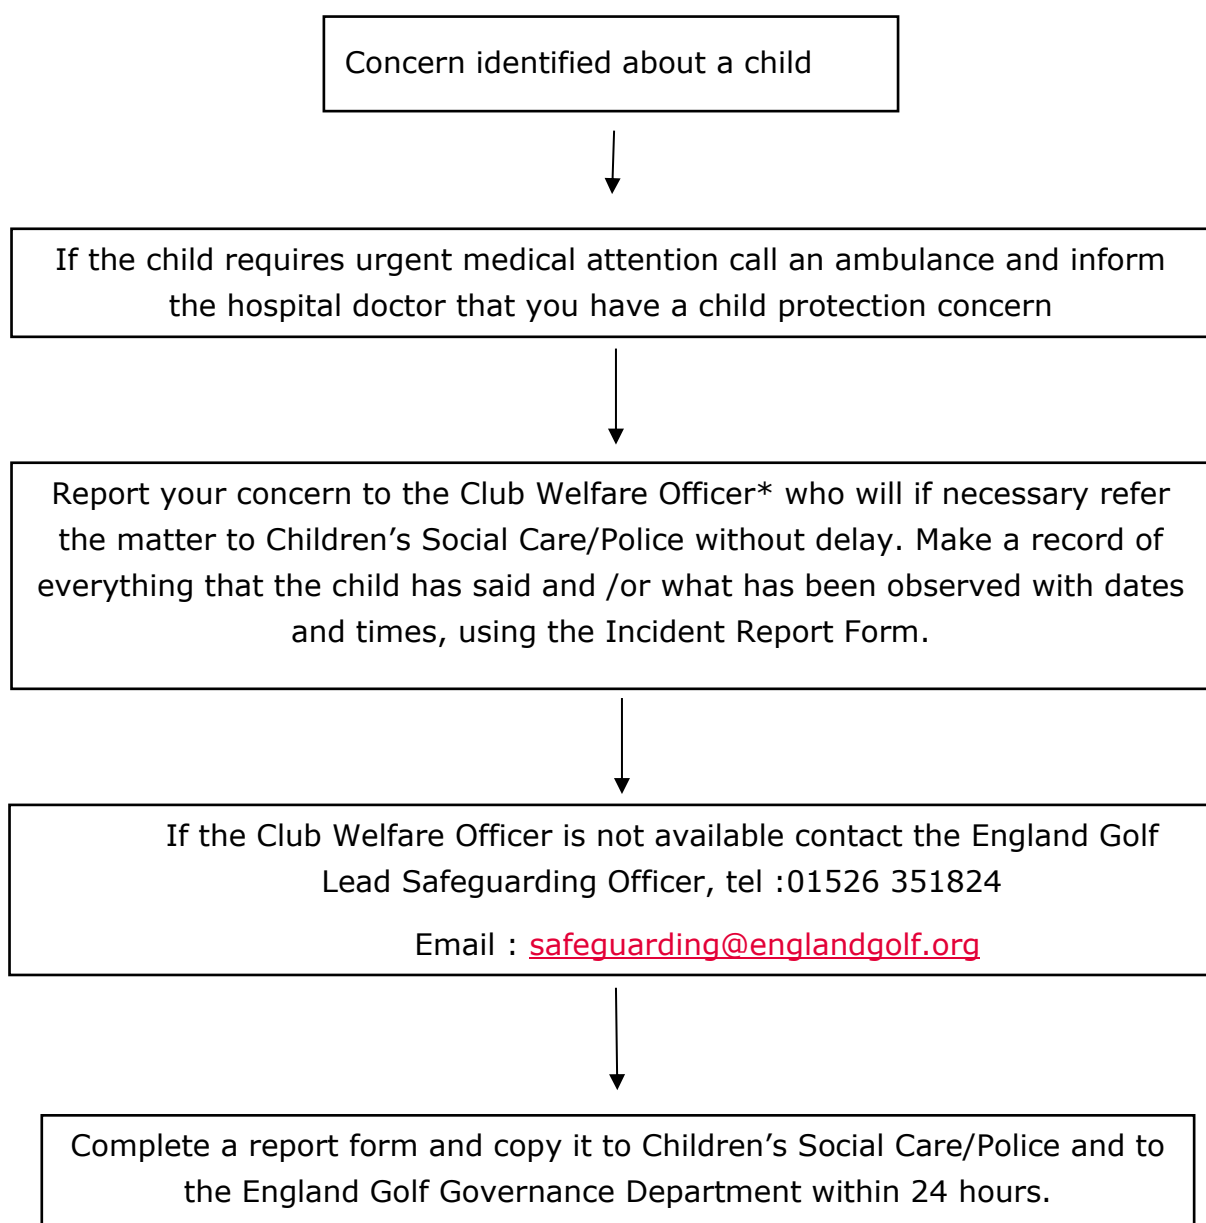 Concern identified about a child
If the child requires urgent medical attention call an ambulance and inform
the hospital doctor that you have a child protection concern
Report your concern to the Club Welfare Officer* who will if necessary refer
the matter to Children’s Social Care/Police without delay. Make a record of
everything that the child has said and /or what has been observed with dates
and times, using the Incident Report Form.
If the Club Welfare Officer is not available contact the England Golf
Lead Safeguarding Officer, tel :01526 351824
Email : safeguarding@englandgolf.org
Complete a report form and copy it to Children’s Social Care/Police and to
the England Golf Governance Department within 24 hours.